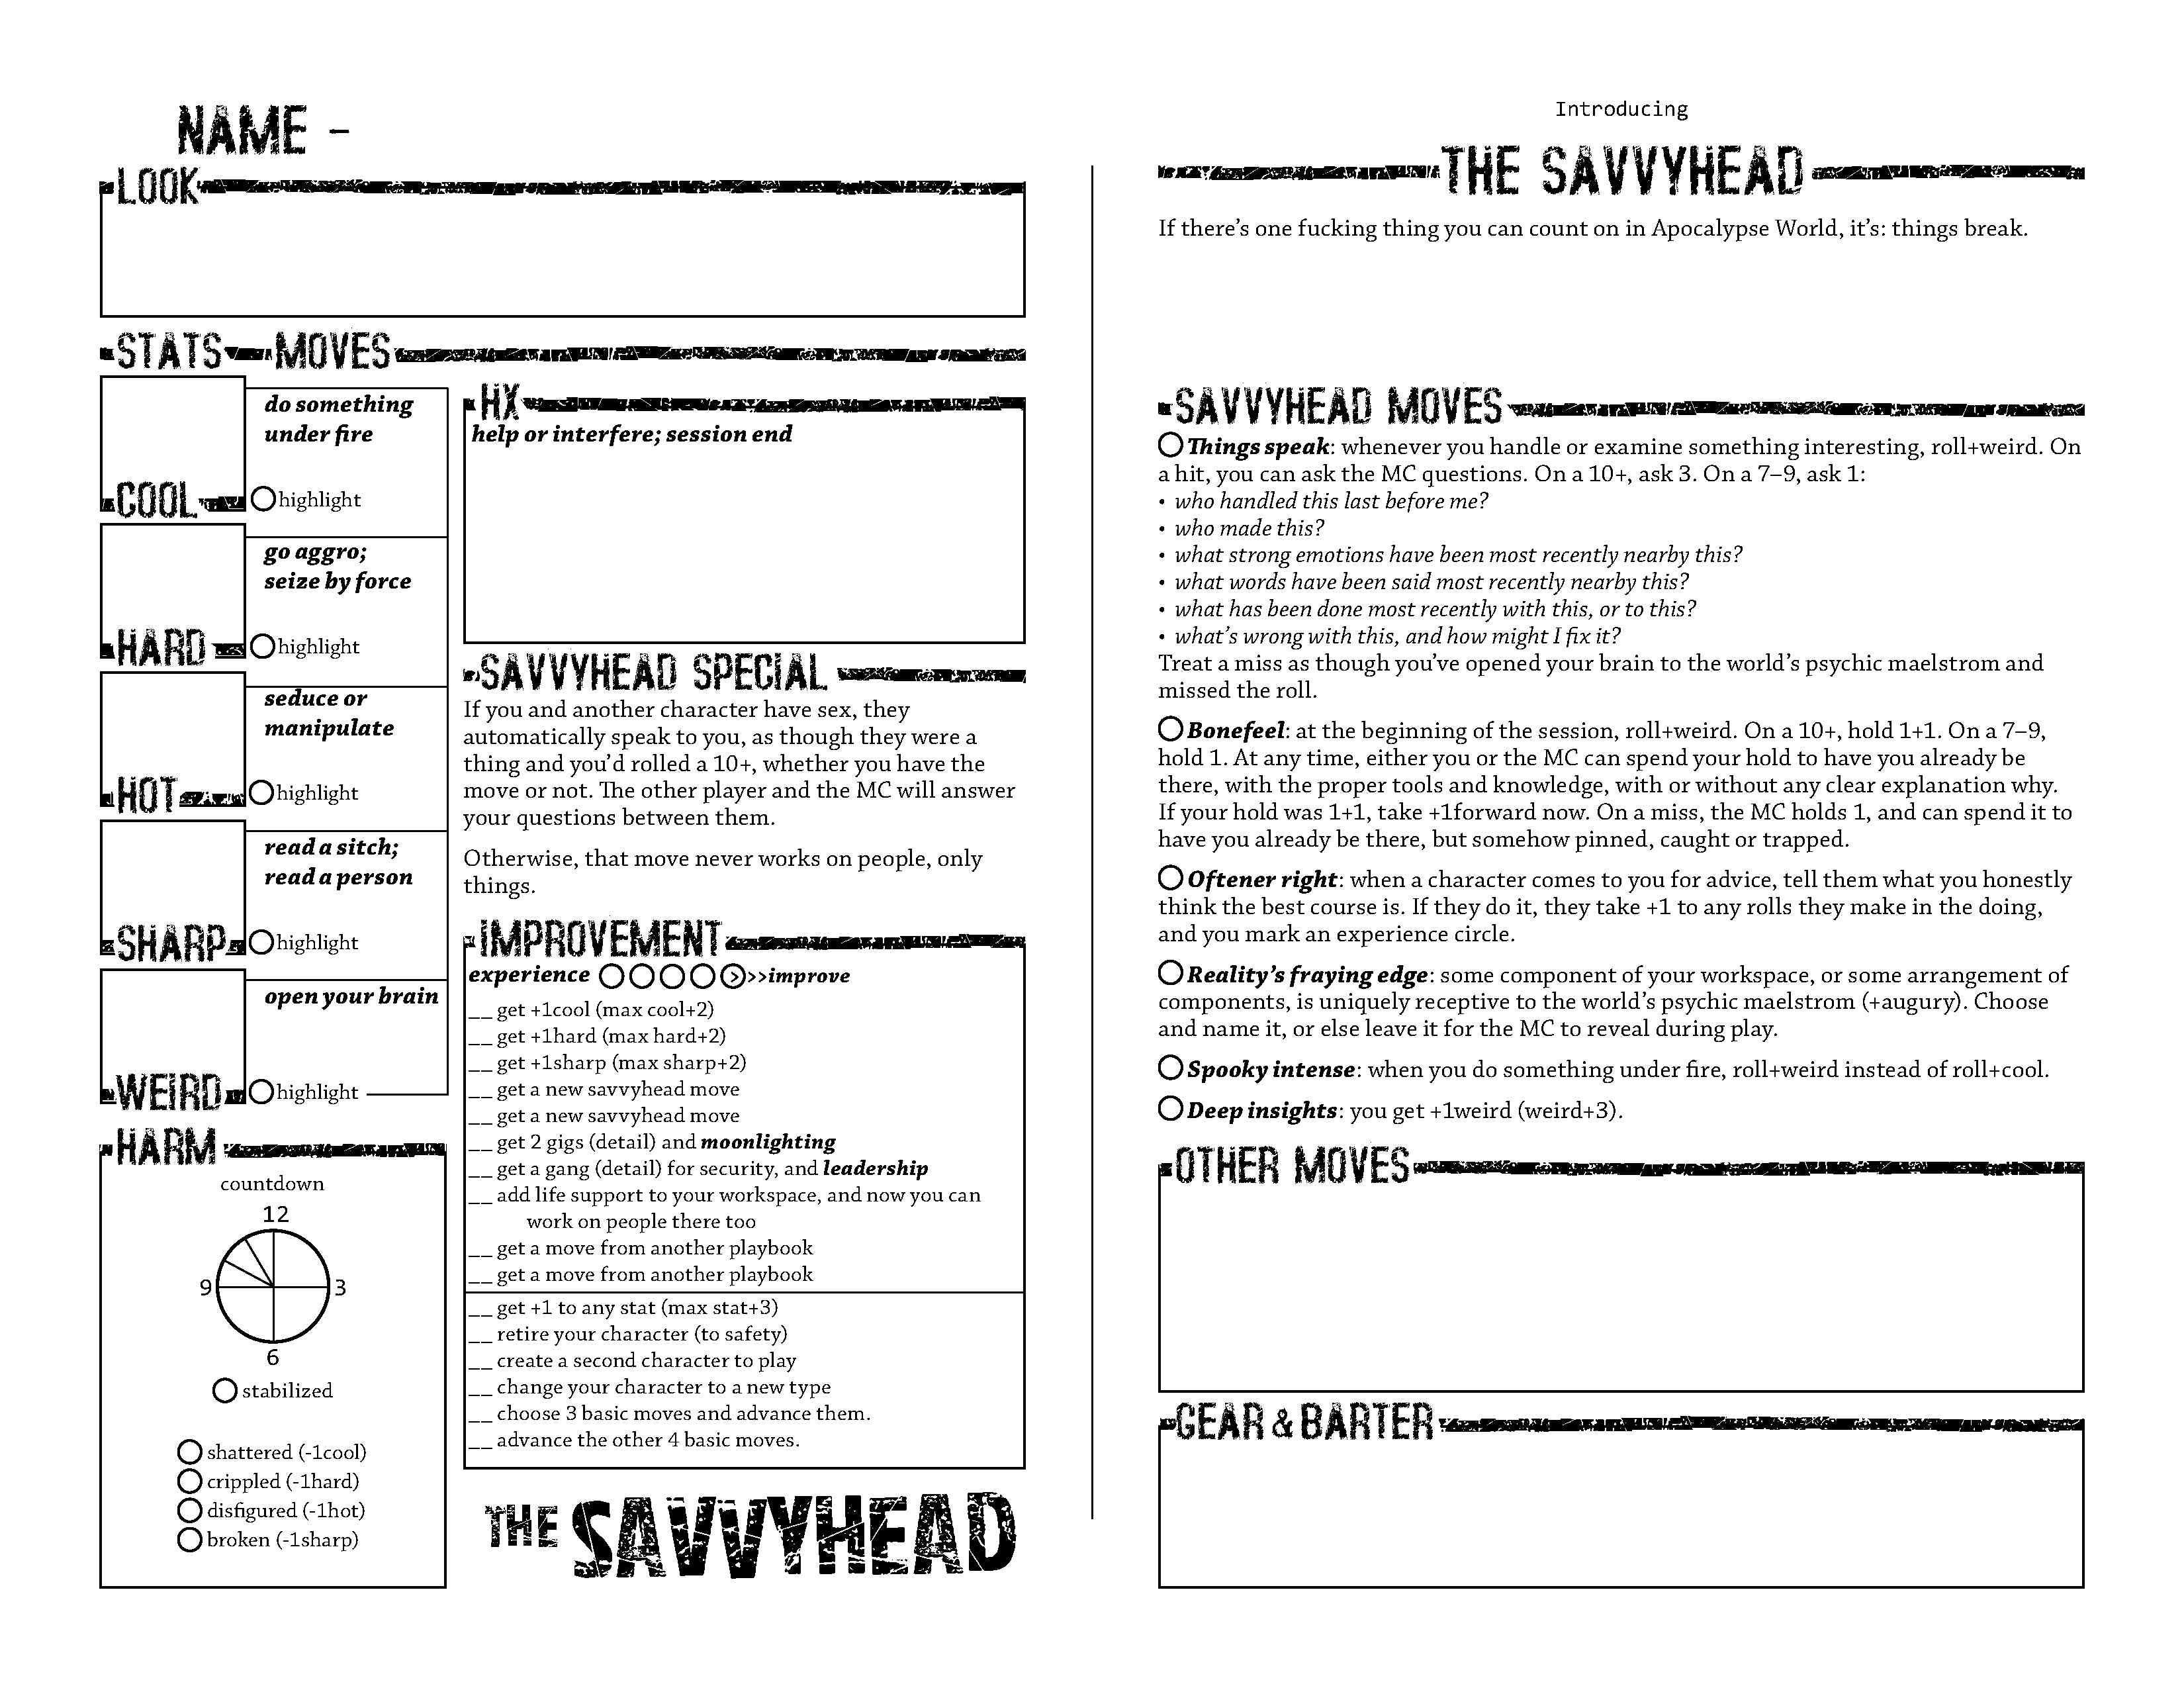 NAME -
LOOK
STATS MOVES
do something
under fire
COOL
highlight
go aggro;
seize by force
HARD
highlight
seduce or
manipulate
HOT
highlight
read a sitch;
read a person
SHARP
highlight
open your brain
WEIRD
highlight
HARM
countdown
12
9
3
6
stabilized
shattered (-1cool)
crippled (-1hard)
disfigured (-1hot)
broken (-1sharp)
HX
help or interfere; session end
SAVVYHEAD SPECIAL
If you and another character have sex, they
automatically speak to you, as though they were a
thing and you’d rolled a 10+, whether you have the
move or not. The other player and the MC will answer
your questions between them.
Otherwise, that move never works on people, only
things.
IMPROVEMENT
experience >>>improve
__ get +1cool (max cool+2)
__ get +1hard (max hard+2)
__ get +1sharp (max sharp+2)
__ get a new savvyhead move
__ get a new savvyhead move
__ get 2 gigs (detail) and moonlighting
__ get a gang (detail) for security, and leadership
__ add life support to your workspace, and now you can
work on people there too
__ get a move from another playbook
__ get a move from another playbook
__ get +1 to any stat (max stat+3)
__ retire your character (to safety)
__ create a second character to play
__ change your character to a new type
__ choose 3 basic moves and advance them.
__ advance the other 4 basic moves.
THE SAVVYHEAD
Introducing
THE SAVVYHEAD
If there’s one fucking thing you can count on in Apocalypse World, it’s: things break.
SAVVYHEAD MOVES
Things speak: whenever you handle or examine something interesting, roll+weird. On
a hit, you can ask the MC questions. On a 10+, ask 3. On a 7–9, ask 1:
• who handled this last before me?
• who made this?
• what strong emotions have been most recently nearby this?
• what words have been said most recently nearby this?
• what has been done most recently with this, or to this?
• what’s wrong with this, and how might I fix it?
Treat a miss as though you’ve opened your brain to the world’s psychic maelstrom and
missed the roll.
Bonefeel: at the beginning of the session, roll+weird. On a 10+, hold 1+1. On a 7–9,
hold 1. At any time, either you or the MC can spend your hold to have you already be
there, with the proper tools and knowledge, with or without any clear explanation why.
If your hold was 1+1, take +1forward now. On a miss, the MC holds 1, and can spend it to
have you already be there, but somehow pinned, caught or trapped.
Oftener right: when a character comes to you for advice, tell them what you honestly
think the best course is. If they do it, they take +1 to any rolls they make in the doing,
and you mark an experience circle.
Reality’s fraying edge: some component of your workspace, or some arrangement of
components, is uniquely receptive to the world’s psychic maelstrom (+augury). Choose
and name it, or else leave it for the MC to reveal during play.
Spooky intense: when you do something under fire, roll+weird instead of roll+cool.
Deep insights: you get +1weird (weird+3).
OTHER MOVES
GEAR & BARTER